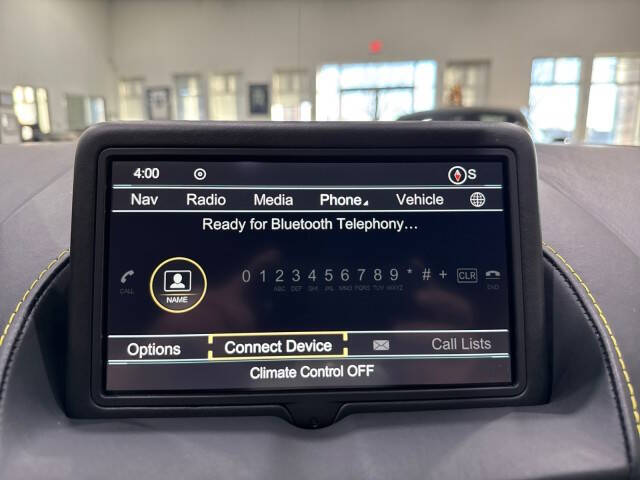 4:00 S
Nav Radio Media Phone Vehicle
Ready for Bluetooth Telephony...
0 1 2 3 4 5 6 7 8 9 * # + CLR
ABC DEF GHI JKL MNO PQRS TUV WXYZ
CALL NAME END
Options Connect Device Call Lists
Climate Control OFF